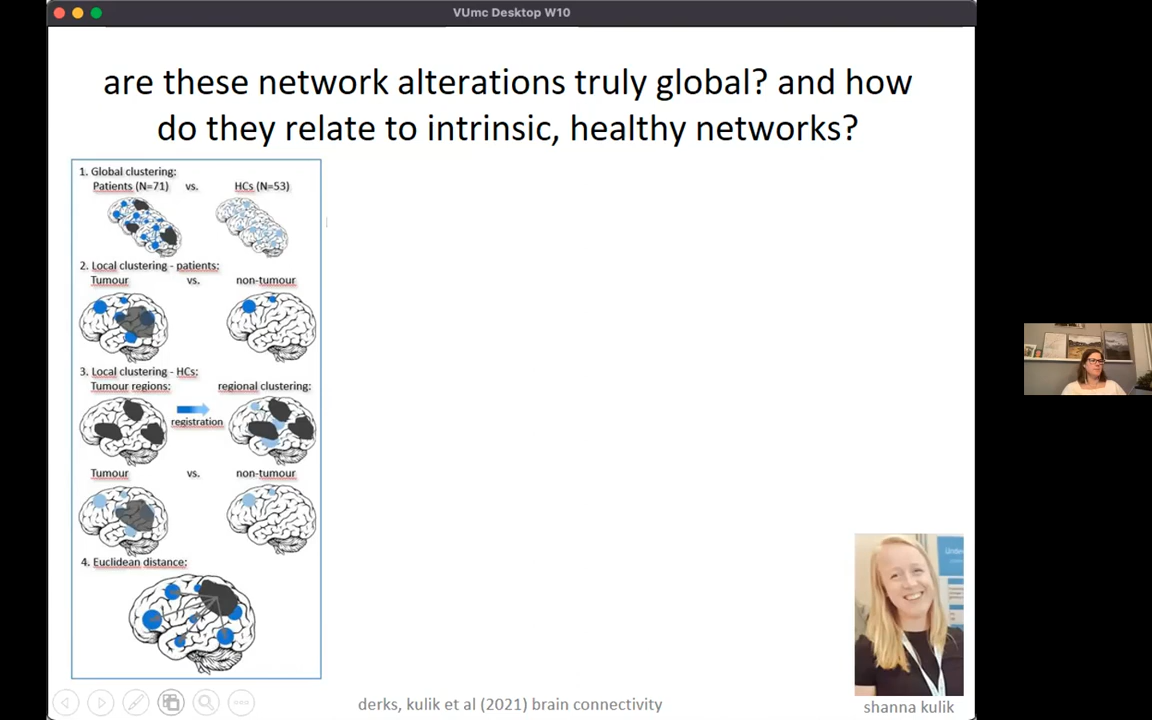 VUmc Desktop W10
are these network alterations truly global? and how
do they relate to intrinsic, healthy networks?
1. Global clustering:
Patients (N=71) vs. HCs (N=53)
2. Local clustering - patients:
Tumour vs. non-tumour
3. Local clustering - HCs:
Tumour regions: regional clustering:
registration
Tumour vs. non-tumour
4. Euclidean distance:
derks, kulik et al (2021) brain connectivity
shanna kulik